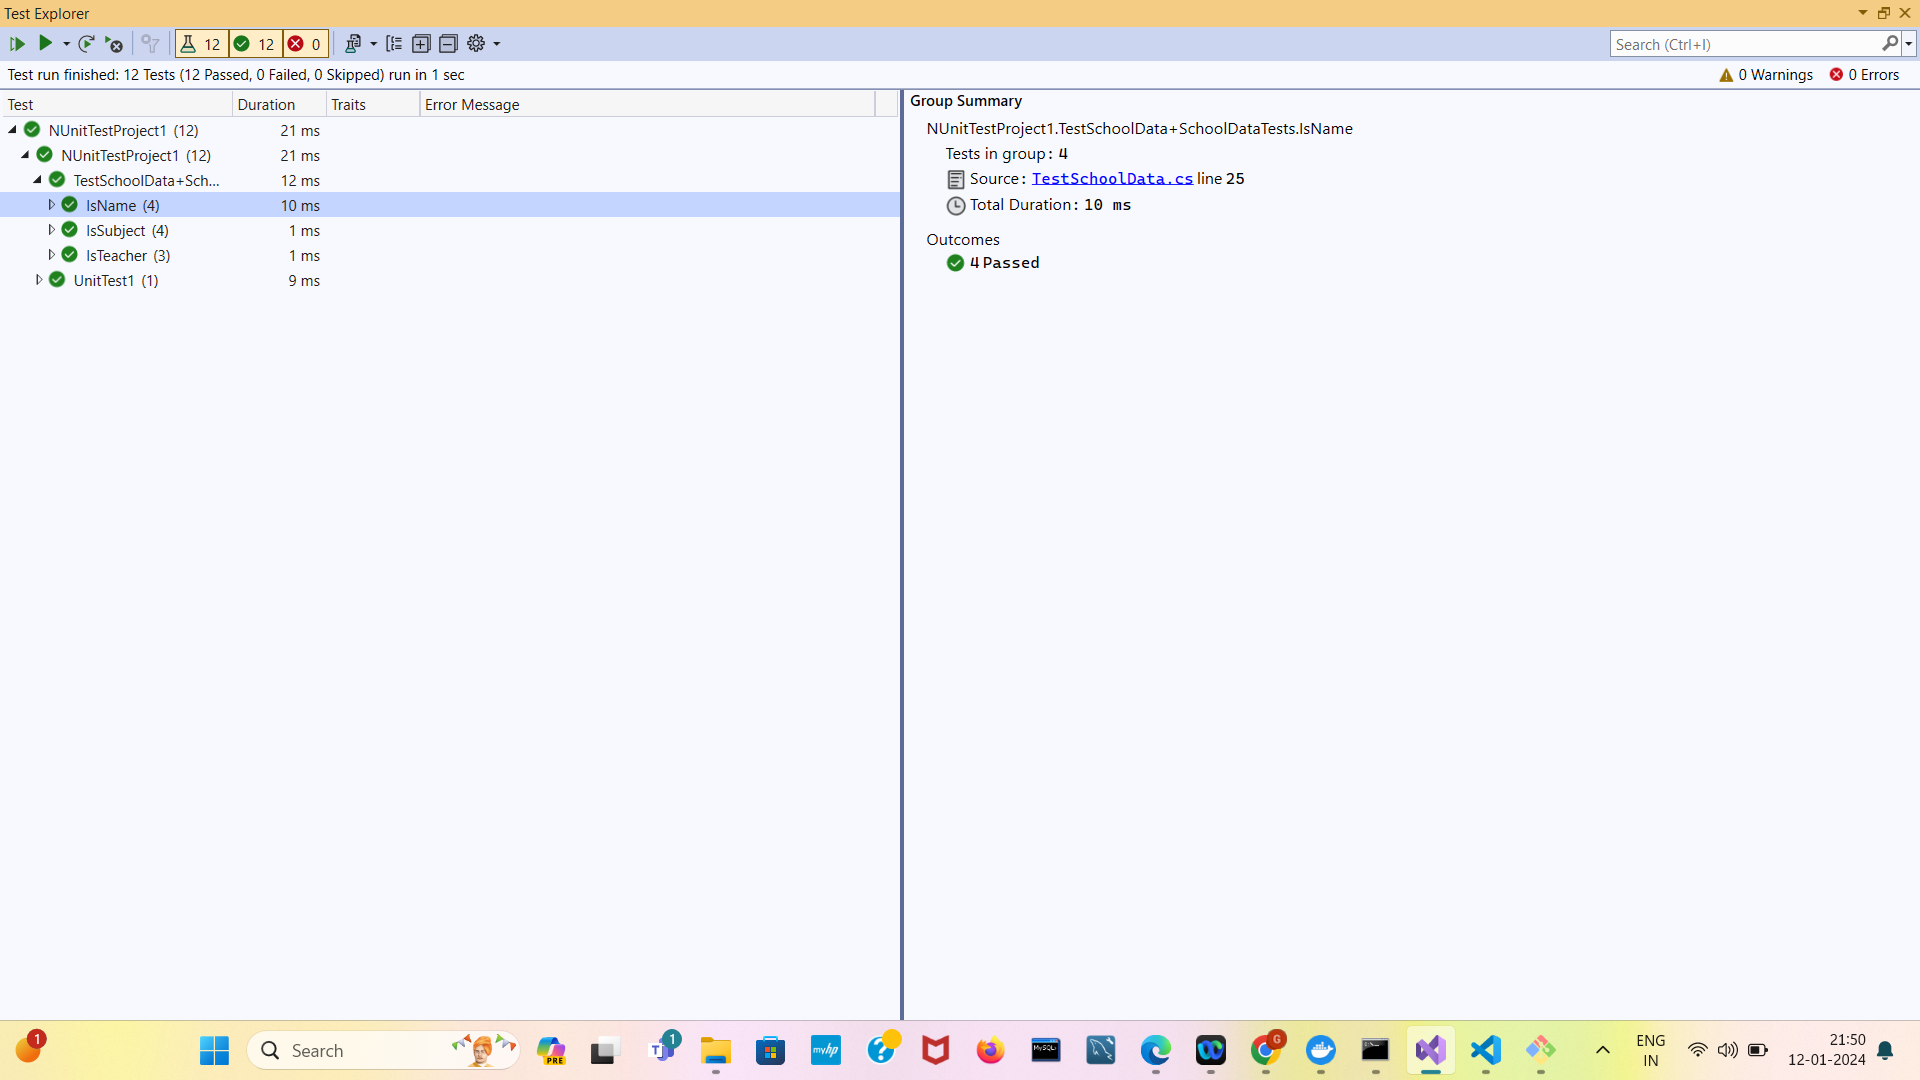 Test Explorer
12 12 0
Search (Ctrl+I)
Test run finished: 12 Tests (12 Passed, 0 Failed, 0 Skipped) run in 1 sec
0 Warnings 0 Errors
Test Duration Traits Error Message
NUnitTestProject1 (12) 21 ms
NUnitTestProject1 (12) 21 ms
TestSchoolData+Sch... 12 ms
IsName (4) 10 ms
IsSubject (4) 1 ms
IsTeacher (3) 1 ms
UnitTest1 (1) 9 ms
Group Summary
NUnitTestProject1.TestSchoolData+SchoolDataTests.IsName
Tests in group: 4
Source: TestSchoolData.cs line 25
Total Duration: 10 ms
Outcomes
4 Passed
1
Search
PRE
1
T
myhp
?
MySQL
G
ENG
IN
21:50
12-01-2024